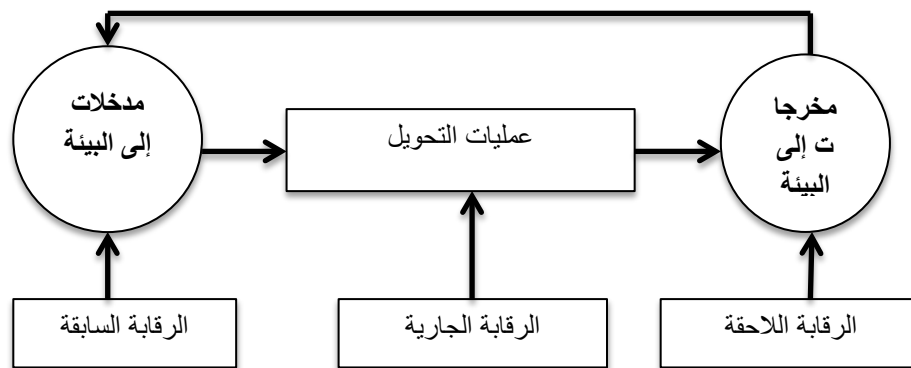 مدخلات
إلى البيئة
عمليات التحويل
مخرجا
ت إلى
البيئة
الرقابة السابقة
الرقابة الجارية
الرقابة اللاحقة